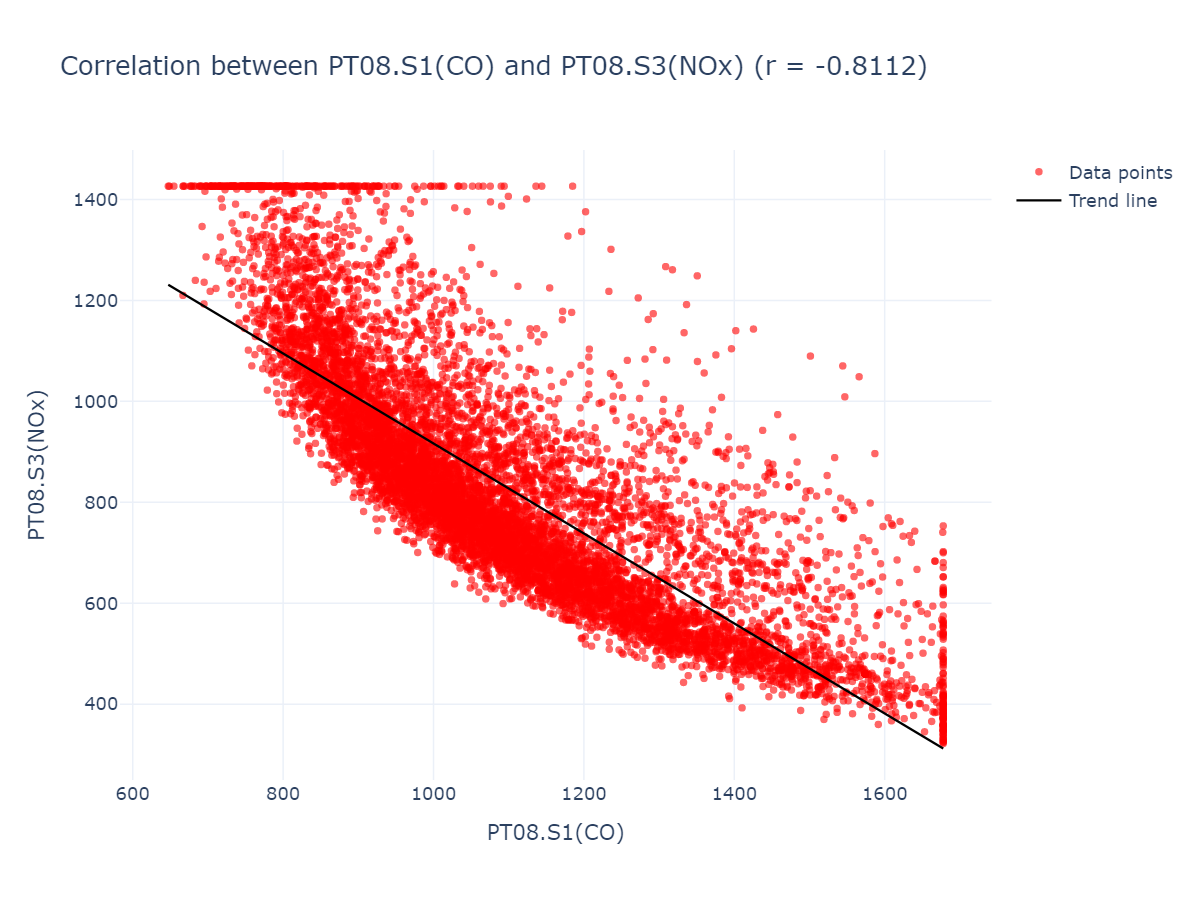 Correlation between PT08.S1(CO) and PT08.S3(NOx) (r = -0.8112)
Data points
Trend line
1400
1200
1000
800
600
400
PT08.S3(NOx)
600 800 1000 1200 1400 1600
PT08.S1(CO)